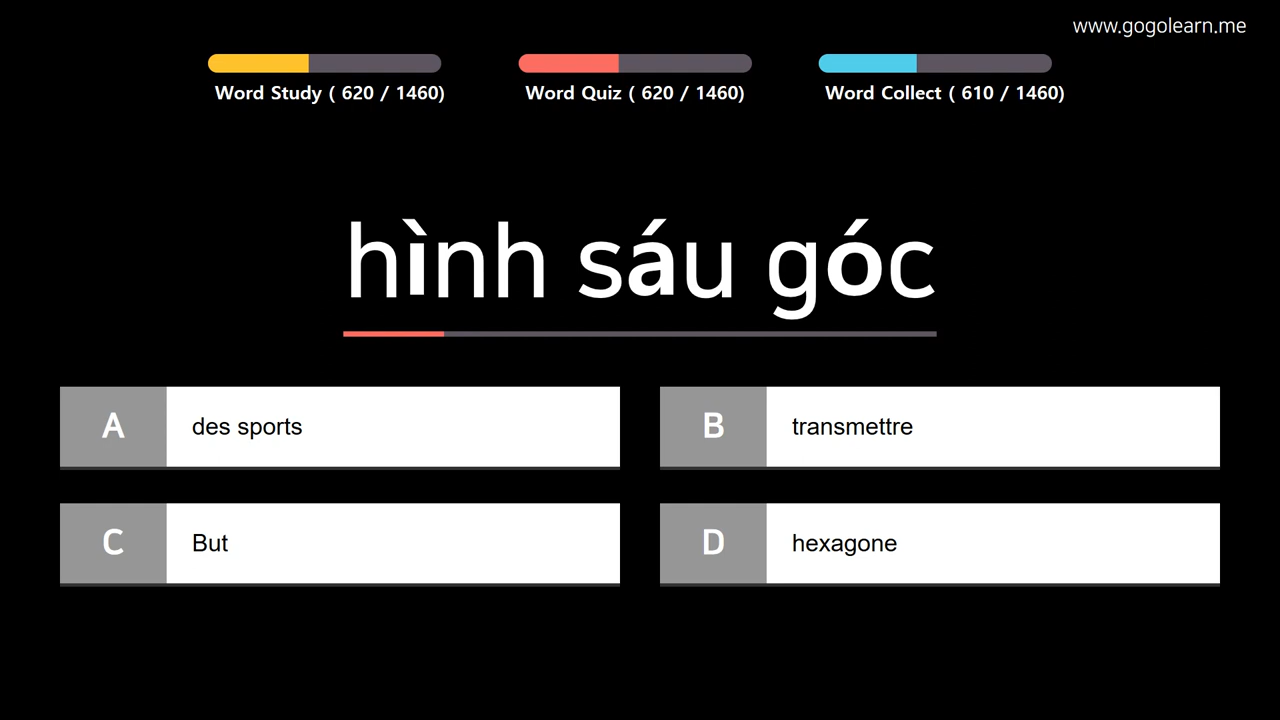 www.gogolearn.me
Word Study ( 620 / 1460)
Word Quiz ( 620 / 1460)
Word Collect ( 610 / 1460)
hình sáu góc
A des sports
B transmettre
C But
D hexagone